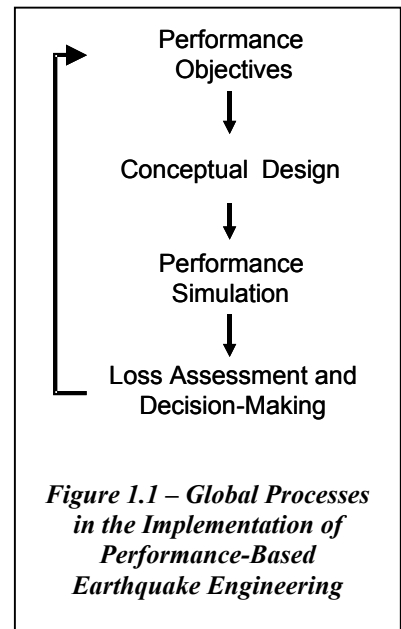 Performance
Objectives
Conceptual Design
Performance
Simulation
Loss Assessment and
Decision-Making
Figure 1.1 – Global Processes
in the Implementation of
Performance-Based
Earthquake Engineering